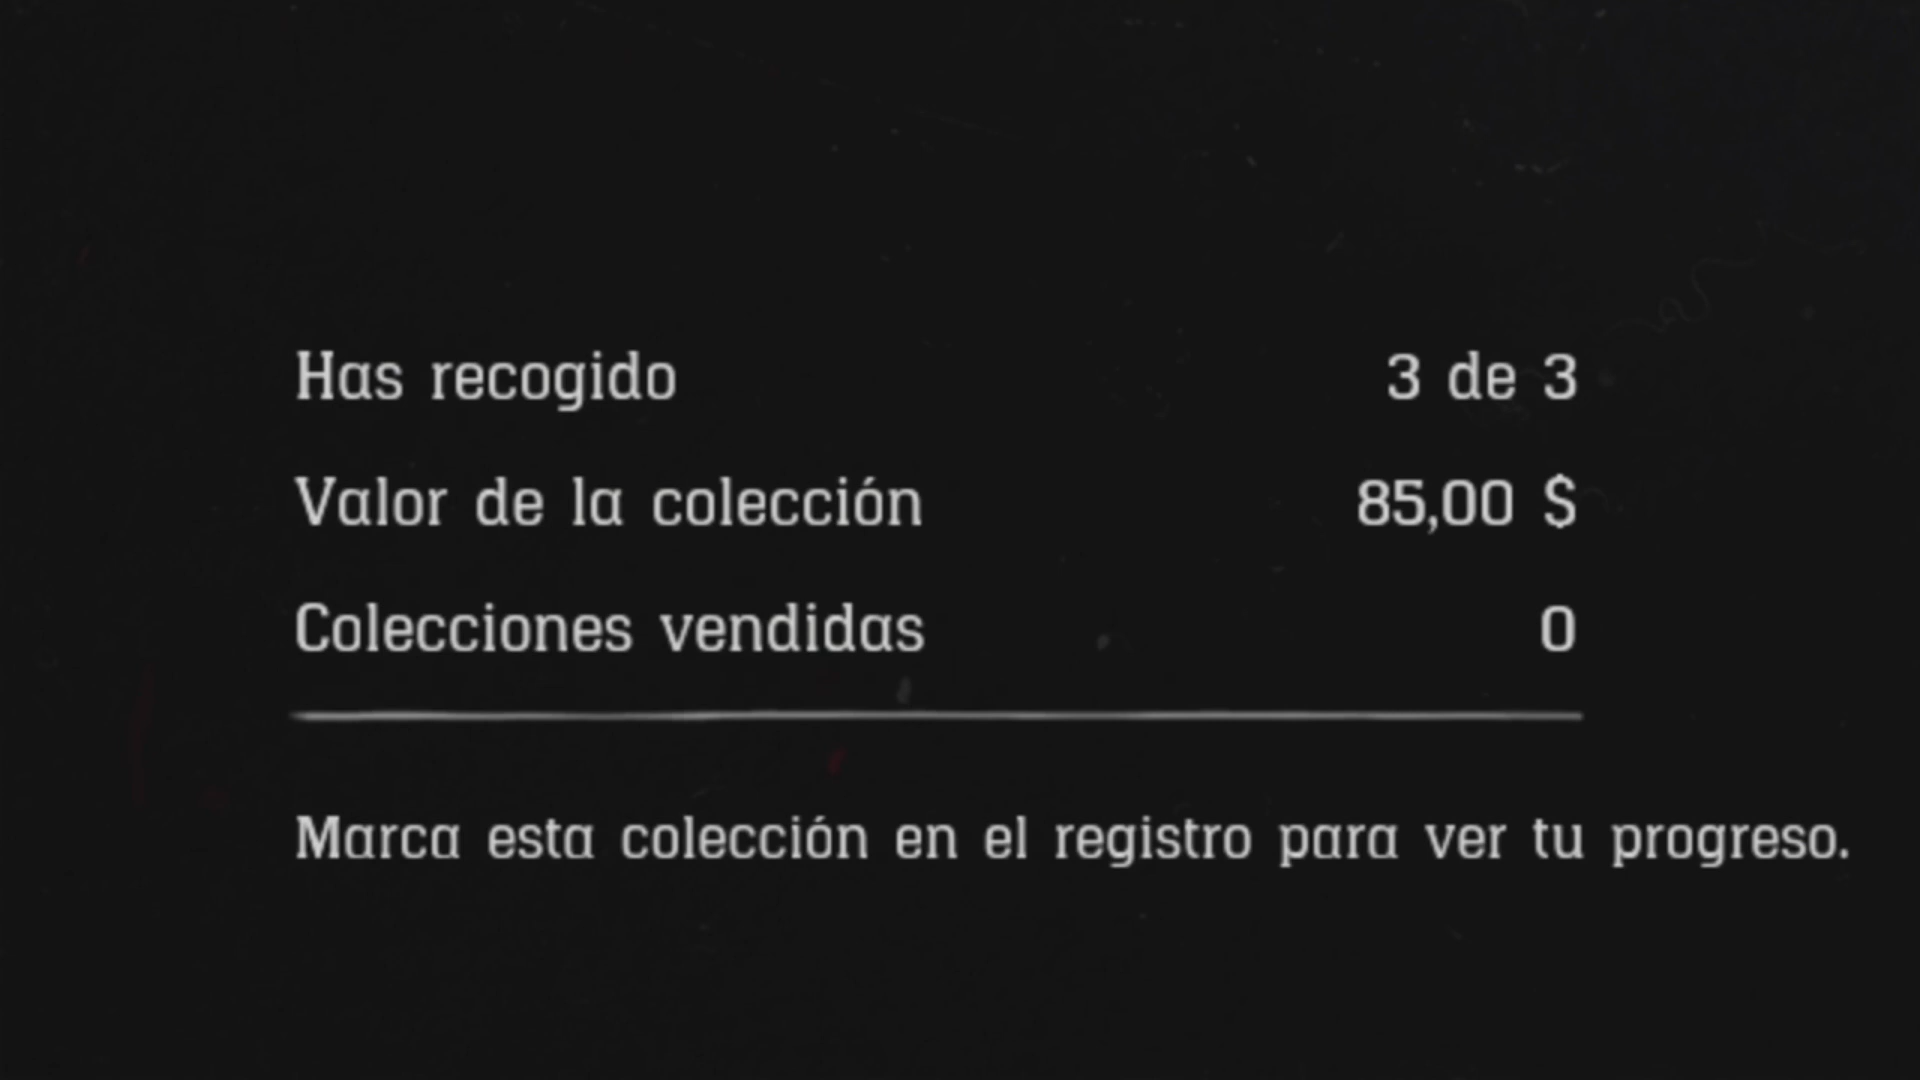 Has recogido 3 de 3
Valor de la colección 85,00 $
Colecciones vendidas 0
Marca esta colección en el registro para ver tu progreso.